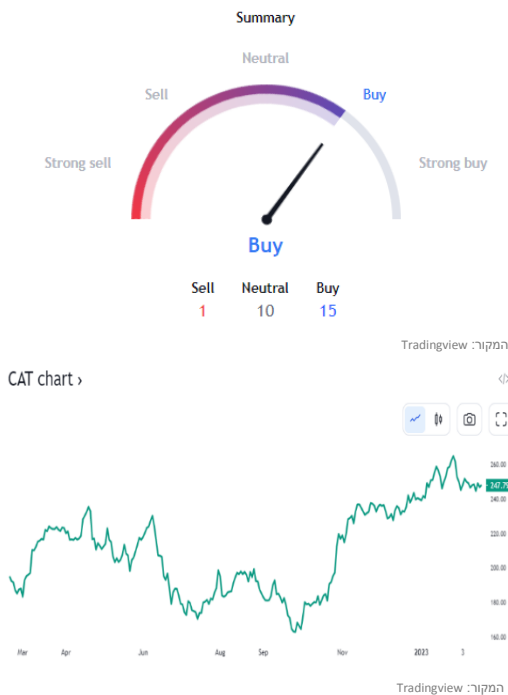 Summary
Neutral
Sell
Buy
Strong sell
Strong buy
Buy
Sell Neutral Buy
1 10 15
המקור: Tradingview
CAT chart ›
260.00
247.75
240.00
220.00
200.00
180.00
160.00
Mar Apr Jun Aug Sep Nov 2023 3
המקור: Tradingview